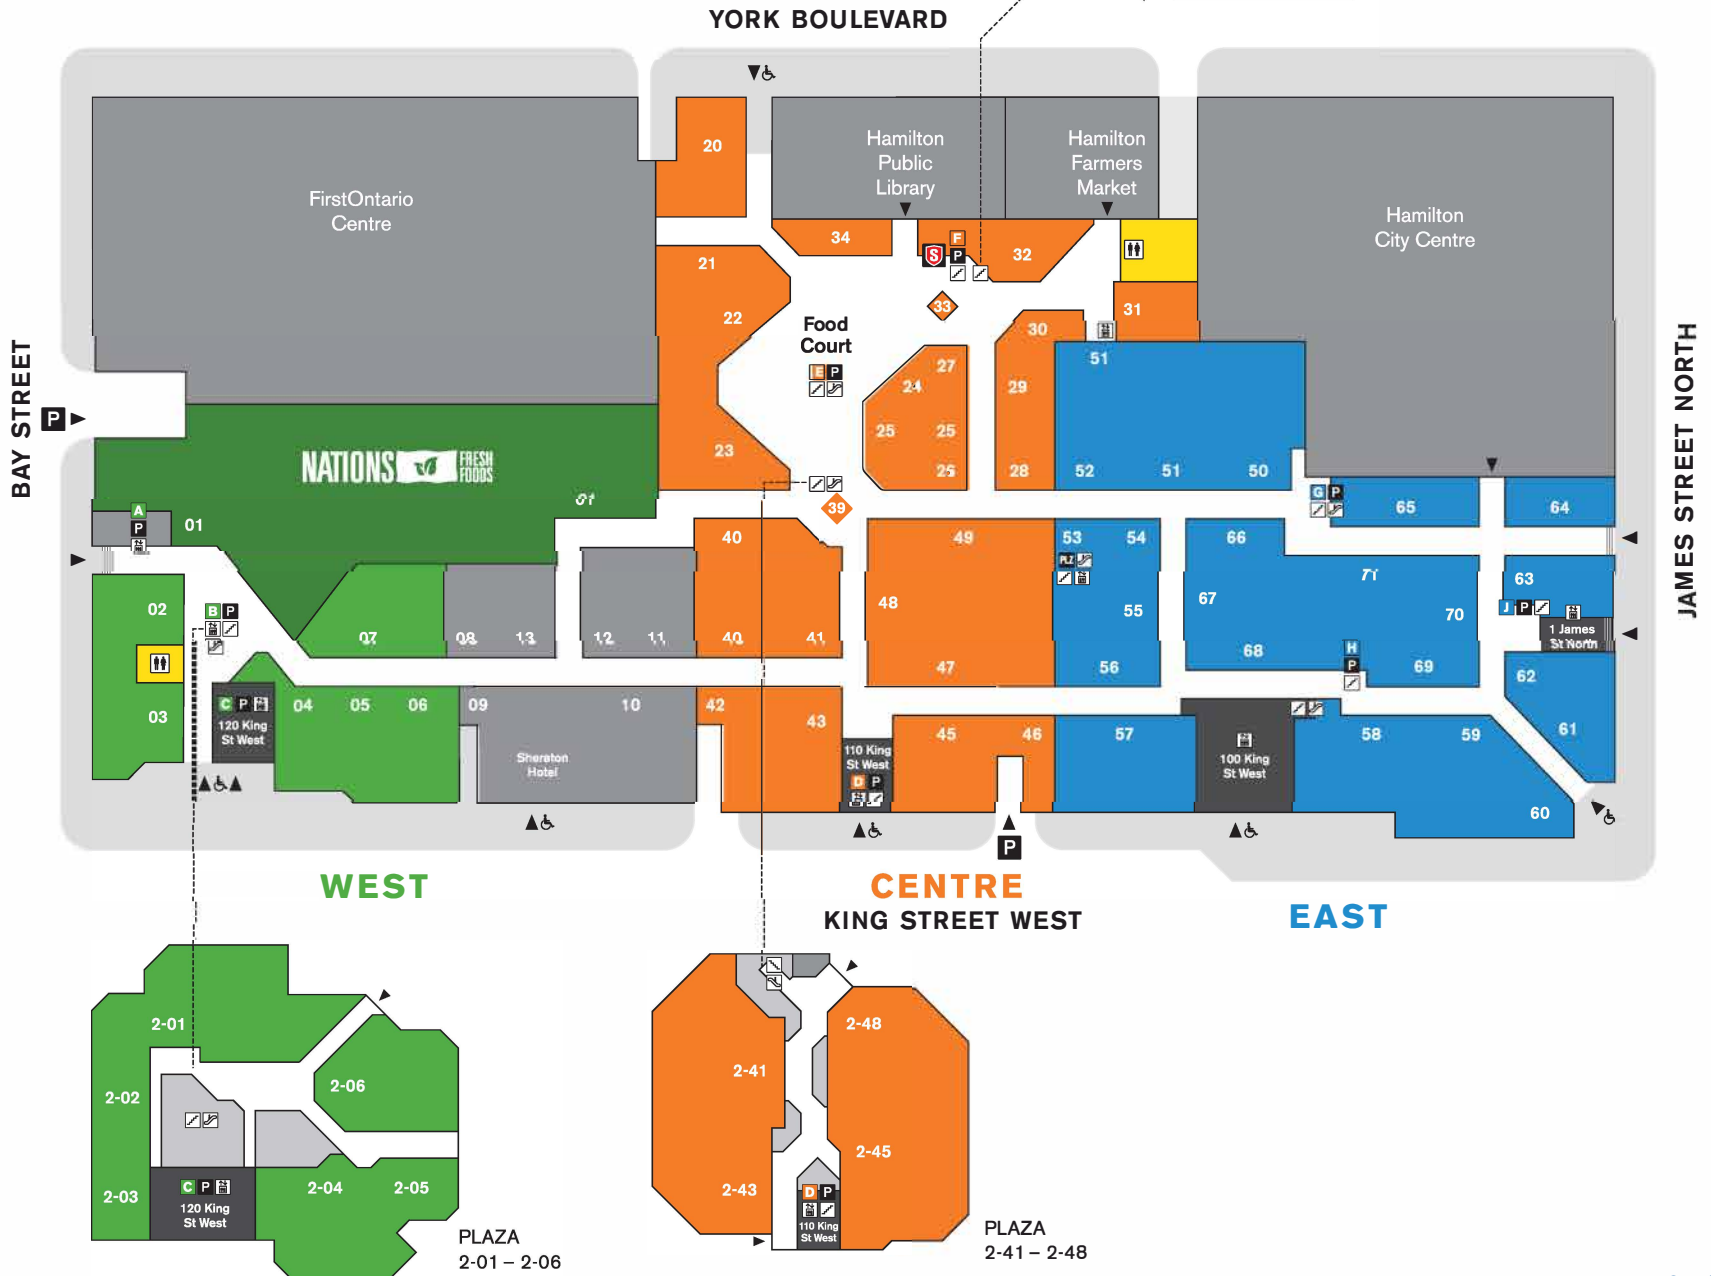 YORK BOULEVARD
20
Hamilton
Public
Library
Hamilton
Farmers
Market
FirstOntario
Centre
Hamilton
City Centre
34
F
S
P
32
21
22
33
31
30
Food
Court
E P
BAY STREET
P
JAMES STREET NORTH
51
27
24
29
25
25
25
23
28
52
51
50
NATIONS
FRESH
FOODS
01
A
P
01
39
G P
65
64
40
49
53
54
66
63
02
B P
48
55
67
71
70
J P
1 James
St North
07
08
13
12
11
40
41
47
56
68
H
P
69
62
03
C P
120 King
St West
04
05
06
09
10
42
43
45
46
57
58
59
61
Sheraton
Hotel
110 King
St West
D P
100 King
St West
60
P
WEST
CENTRE
KING STREET WEST
EAST
2-01
2-02
2-06
2-03
C P
120 King
St West
2-04
2-05
PLAZA
2-01 – 2-06
2-48
2-41
2-45
2-43
D P
110 King
St West
PLAZA
2-41 – 2-48